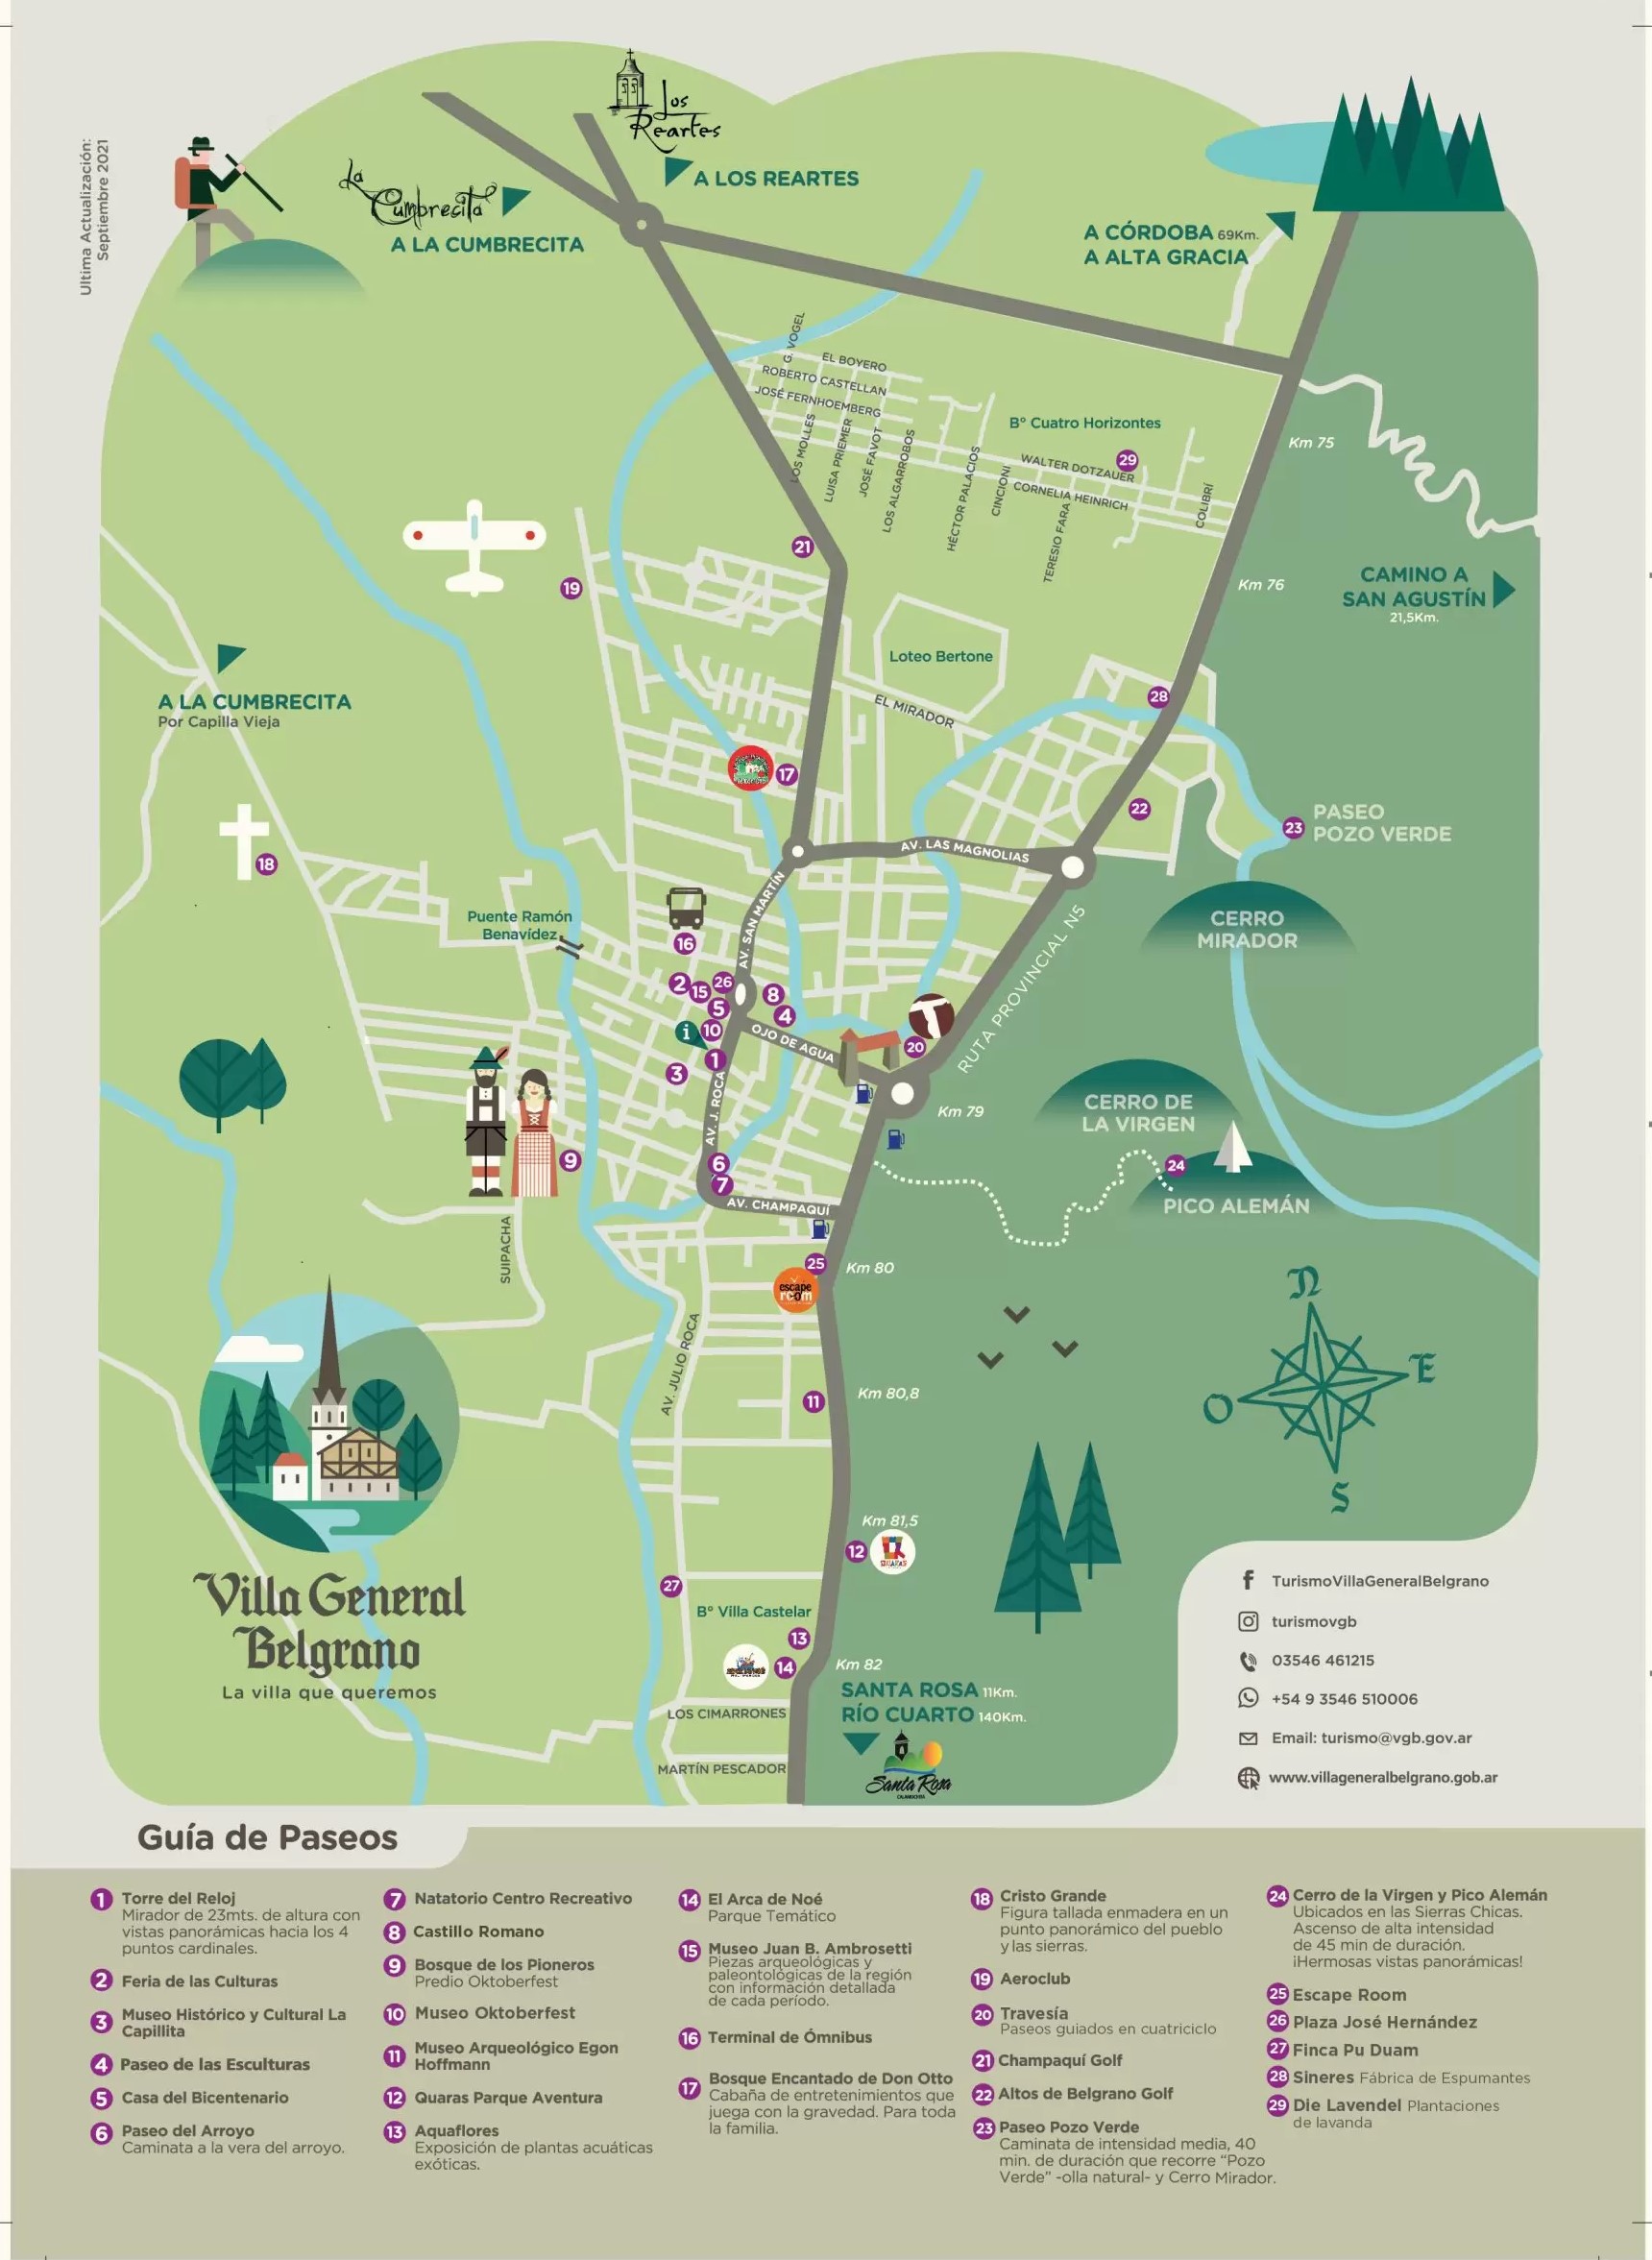 Ultima Actualización:
Septiembre 2021
Los
Reartes
A LOS REARTES
La
Cumbrecita
A LA CUMBRECITA
A CÓRDOBA 69Km.
A ALTA GRACIA
G. VOGEL
EL BOYERO
ROBERTO CASTELLAN
JOSÉ FERNHOEMBERG
LOS MOLLES
LUISA PRIEMER
JOSÉ FAVOT
LOS ALGARROBOS
HÉCTOR PALACIOS
CINCIONI
TERESIO FARA
COLIBRÍ
B° Cuatro Horizontes
WALTER DOTZAUER
29
CORNELIA HEINRICH
Km 75
21
19
Km 76
CAMINO A
SAN AGUSTÍN
21,5Km.
Loteo Bertone
EL MIRADOR
28
A LA CUMBRECITA
Por Capilla Vieja
17
22
23
PASEO
POZO VERDE
18
AV. LAS MAGNOLIAS
AV. SAN MARTÍN
Puente Ramón
Benavídez
16
CERRO
MIRADOR
RUTA PROVINCIAL N5
2
15
26
5
8
4
i
10
OJO DE AGUA
T
20
1
3
AV. J. ROCA
Km 79
CERRO DE
LA VIRGEN
24
PICO ALEMÁN
9
6
7
AV. CHAMPAQUÍ
SUIPACHA
25
Km 80
escape
room
AV. JULIO ROCA
11
Km 80,8
N
E
O
S
Km 81,5
12
QUARAS
27
B° Villa Castelar
13
14
Km 82
SANTA ROSA 11Km.
RÍO CUARTO 140Km.
LOS CIMARRONES
MARTÍN PESCADOR
Santa Rosa
CALAMUCHITA
Villa General
Belgrano
La villa que queremos
TurismoVillaGeneralBelgrano
turismovgb
03546 461215
+54 9 3546 510006
Email: turismo@vgb.gov.ar
www.villageneralbelgrano.gob.ar
Guía de Paseos
1 Torre del Reloj
Mirador de 23mts. de altura con
vistas panorámicas hacia los 4
puntos cardinales.
2 Feria de las Culturas
3 Museo Histórico y Cultural La
Capillita
4 Paseo de las Esculturas
5 Casa del Bicentenario
6 Paseo del Arroyo
Caminata a la vera del arroyo.
7 Natatorio Centro Recreativo
8 Castillo Romano
9 Bosque de los Pioneros
Predio Oktoberfest
10 Museo Oktoberfest
11 Museo Arqueológico Egon
Hoffmann
12 Quaras Parque Aventura
13 Aquaflores
Exposición de plantas acuáticas
exóticas.
14 El Arca de Noé
Parque Temático
15 Museo Juan B. Ambrosetti
Piezas arqueológicas y
paleontológicas de la región
con información detallada
de cada período.
16 Terminal de Ómnibus
17 Bosque Encantado de Don Otto
Cabaña de entretenimientos que
juega con la gravedad. Para toda
la familia.
18 Cristo Grande
Figura tallada enmadera en un
punto panorámico del pueblo
y las sierras.
19 Aeroclub
20 Travesía
Paseos guiados en cuatriciclo
21 Champaquí Golf
22 Altos de Belgrano Golf
23 Paseo Pozo Verde
Caminata de intensidad media, 40
min. de duración que recorre “Pozo
Verde” -olla natural- y Cerro Mirador.
24 Cerro de la Virgen y Pico Alemán
Ubicados en las Sierras Chicas.
Ascenso de alta intensidad
de 45 min de duración.
¡Hermosas vistas panorámicas!
25 Escape Room
26 Plaza José Hernández
27 Finca Pu Duam
28 Sineres Fábrica de Espumantes
29 Die Lavendel Plantaciones
de lavanda